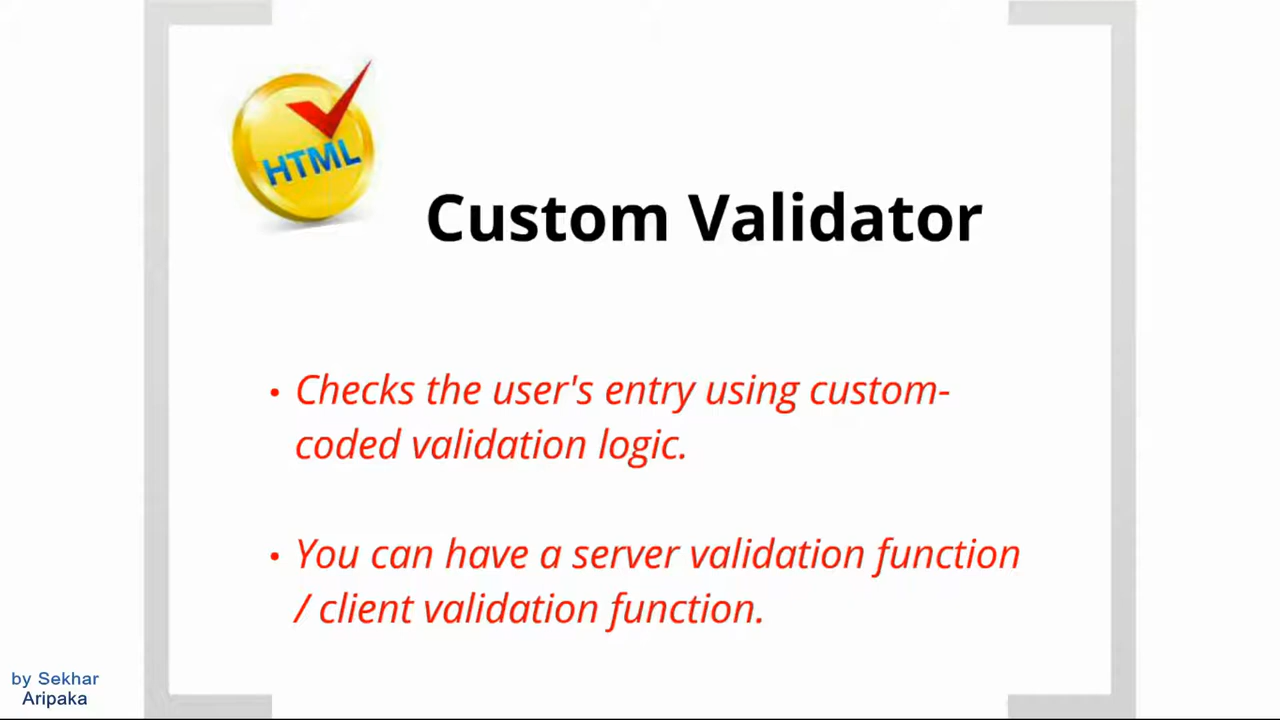 HTML
Custom Validator
• Checks the user's entry using custom-
coded validation logic.
• You can have a server validation function
/ client validation function.
by Sekhar
Aripaka